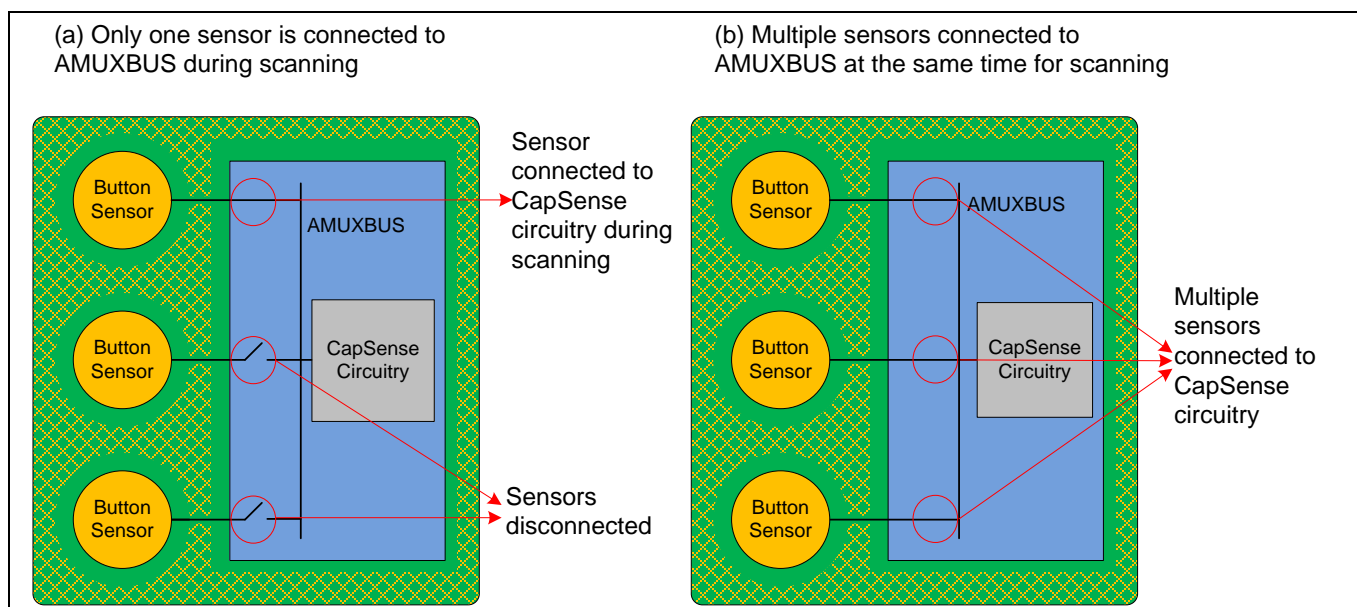 (a) Only one sensor is connected to
AMUXBUS during scanning
Button
Sensor
AMUXBUS
Sensor
connected to
CapSense
circuitry during
scanning
Button
Sensor
CapSense
Circuitry
Button
Sensor
Sensors
disconnected
(b) Multiple sensors connected to
AMUXBUS at the same time for scanning
Button
Sensor
AMUXBUS
Button
Sensor
CapSense
Circuitry
Multiple
sensors
connected to
CapSense
circuitry
Button
Sensor